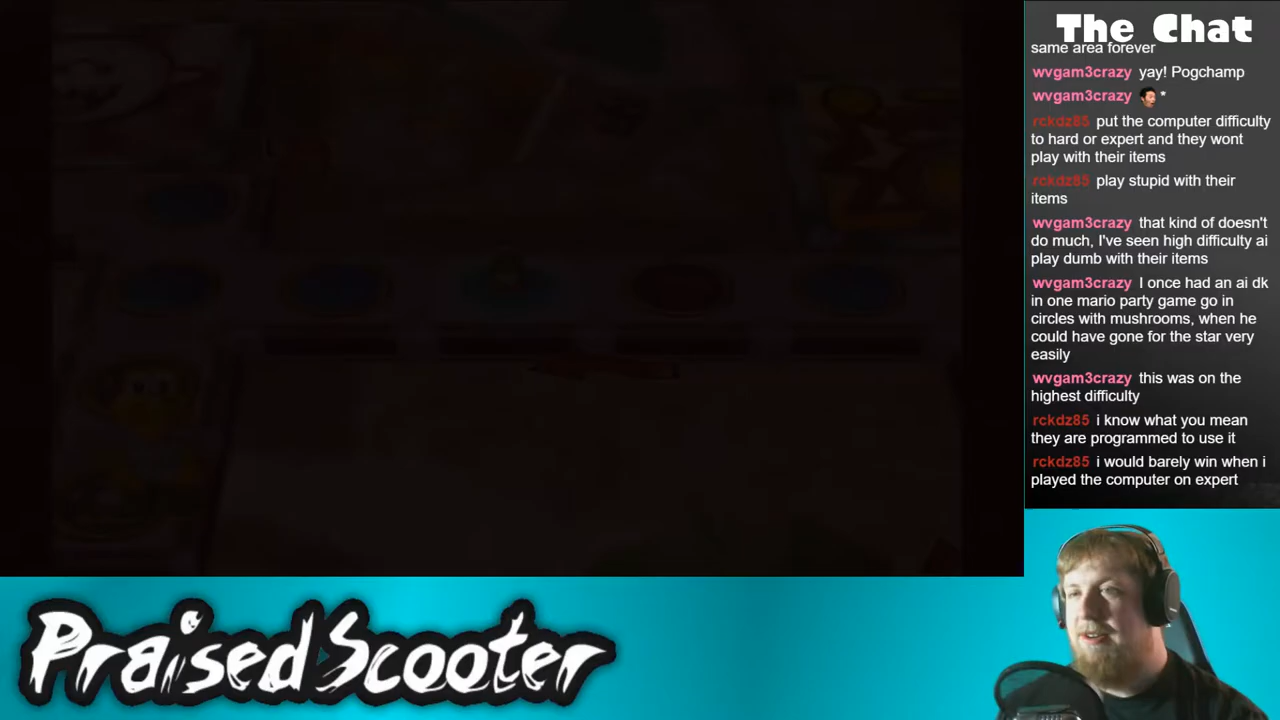 The Chat
same area forever
wvgam3crazy yay! Pogchamp
wvgam3crazy *
rckdz85 put the computer difficulty
to hard or expert and they wont
play with their items
rckdz85 play stupid with their
items
wvgam3crazy that kind of doesn't
do much, I've seen high difficulty ai
play dumb with their items
wvgam3crazy I once had an ai dk
in one mario party game go in
circles with mushrooms, when he
could have gone for the star very
easily
wvgam3crazy this was on the
highest difficulty
rckdz85 i know what you mean
they are programmed to use it
rckdz85 i would barely win when i
played the computer on expert
PraisedScooter